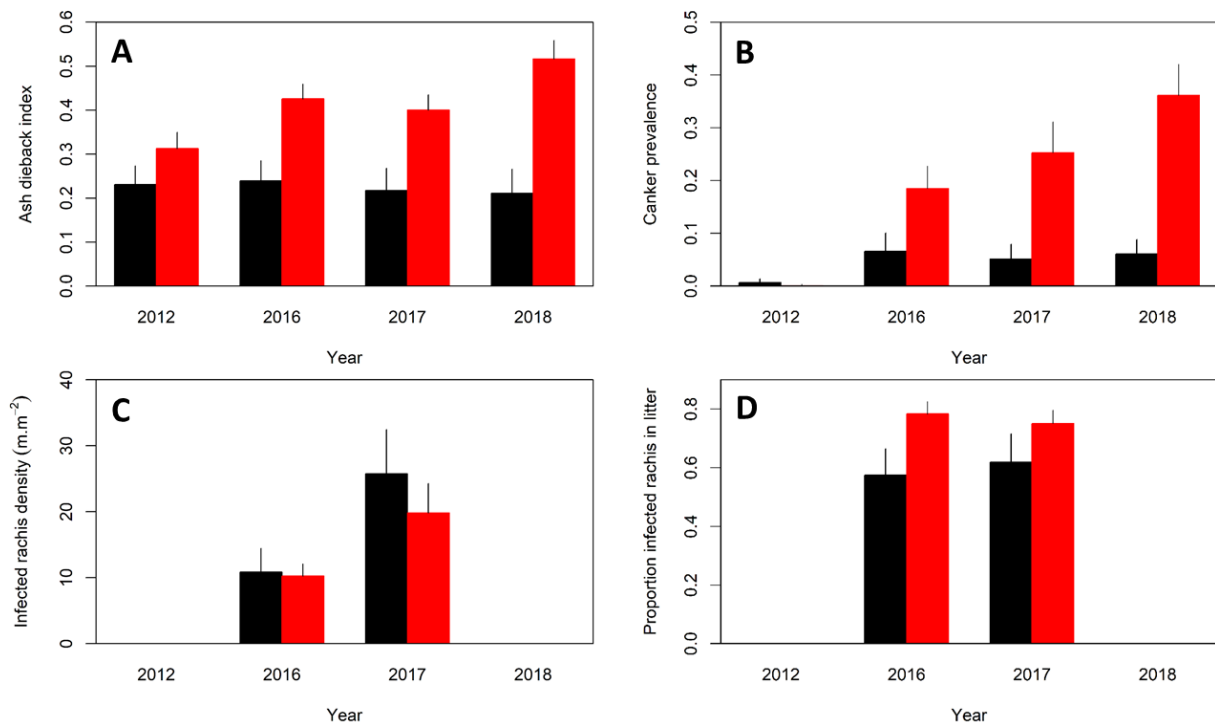 A
Ash dieback index
0.6
0.5
0.4
0.3
0.2
0.1
0.0
2012 2016 2017 2018
Year
B
Canker prevalence
0.5
0.4
0.3
0.2
0.1
0.0
2012 2016 2017 2018
Year
C
Infected rachis density (m.m⁻²)
40
30
20
10
0
2012 2016 2017 2018
Year
D
Proportion infected rachis in litter
0.8
0.6
0.4
0.2
0.0
2012 2016 2017 2018
Year